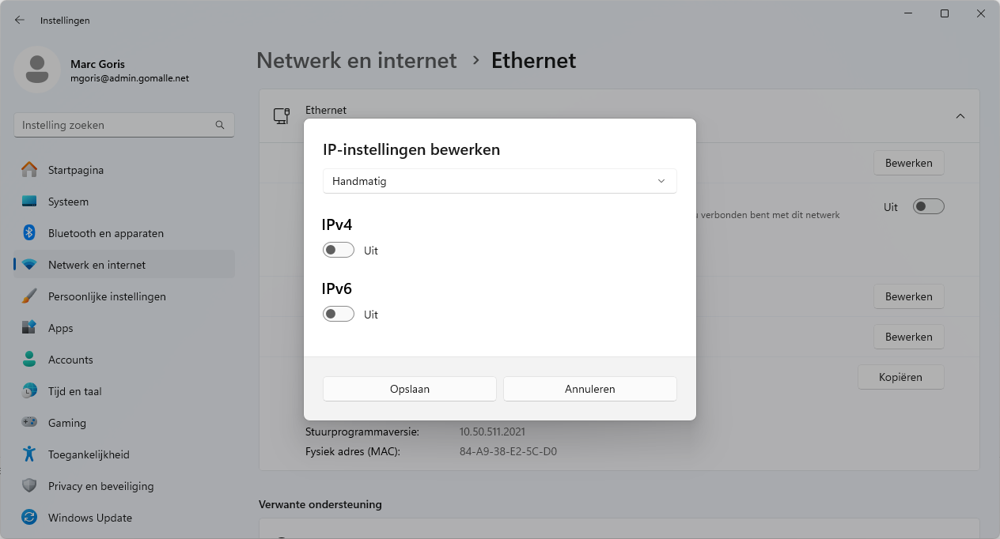 Instellingen
Marc Goris
mgoris@admin.gomalle.net
Instelling zoeken
Startpagina
Systeem
Bluetooth en apparaten
Netwerk en internet
Persoonlijke instellingen
Apps
Accounts
Tijd en taal
Gaming
Toegankelijkheid
Privacy en beveiliging
Windows Update
Netwerk en internet > Ethernet
Ethernet
Bewerken
verbonden bent met dit netwerk
Uit
Bewerken
Bewerken
Kopiëren
IP-instellingen bewerken
Handmatig
IPv4
Uit
IPv6
Uit
Opslaan
Annuleren
Stuurprogrammaversie: 10.50.511.2021
Fysiek adres (MAC): 84-A9-38-E2-5C-D0
Verwante ondersteuning